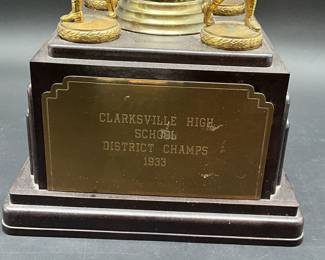 CLARKSVILLE HIGH
SCHOOL
DISTRICT CHAMPS
1933